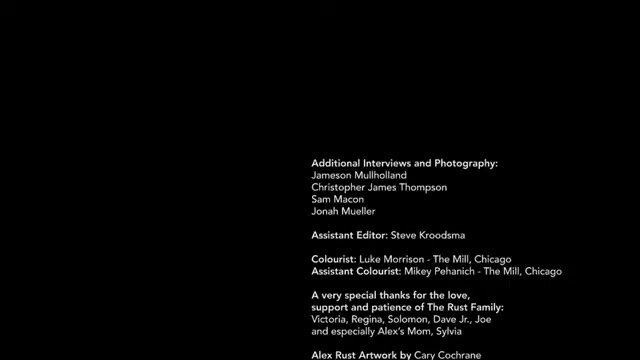 Additional Interviews and Photography:
Jameson Mullholland
Christopher James Thompson
Sam Macon
Jonah Mueller
Assistant Editor: Steve Kroodsma
Colourist: Luke Morrison - The Mill, Chicago
Assistant Colourist: Mikey Pehanich - The Mill, Chicago
A very special thanks for the love,
support and patience of The Rust Family:
Victoria, Regina, Solomon, Dave Jr., Joe
and especially Alex's Mom, Sylvia
Alex Rust Artwork by Cary Cochrane